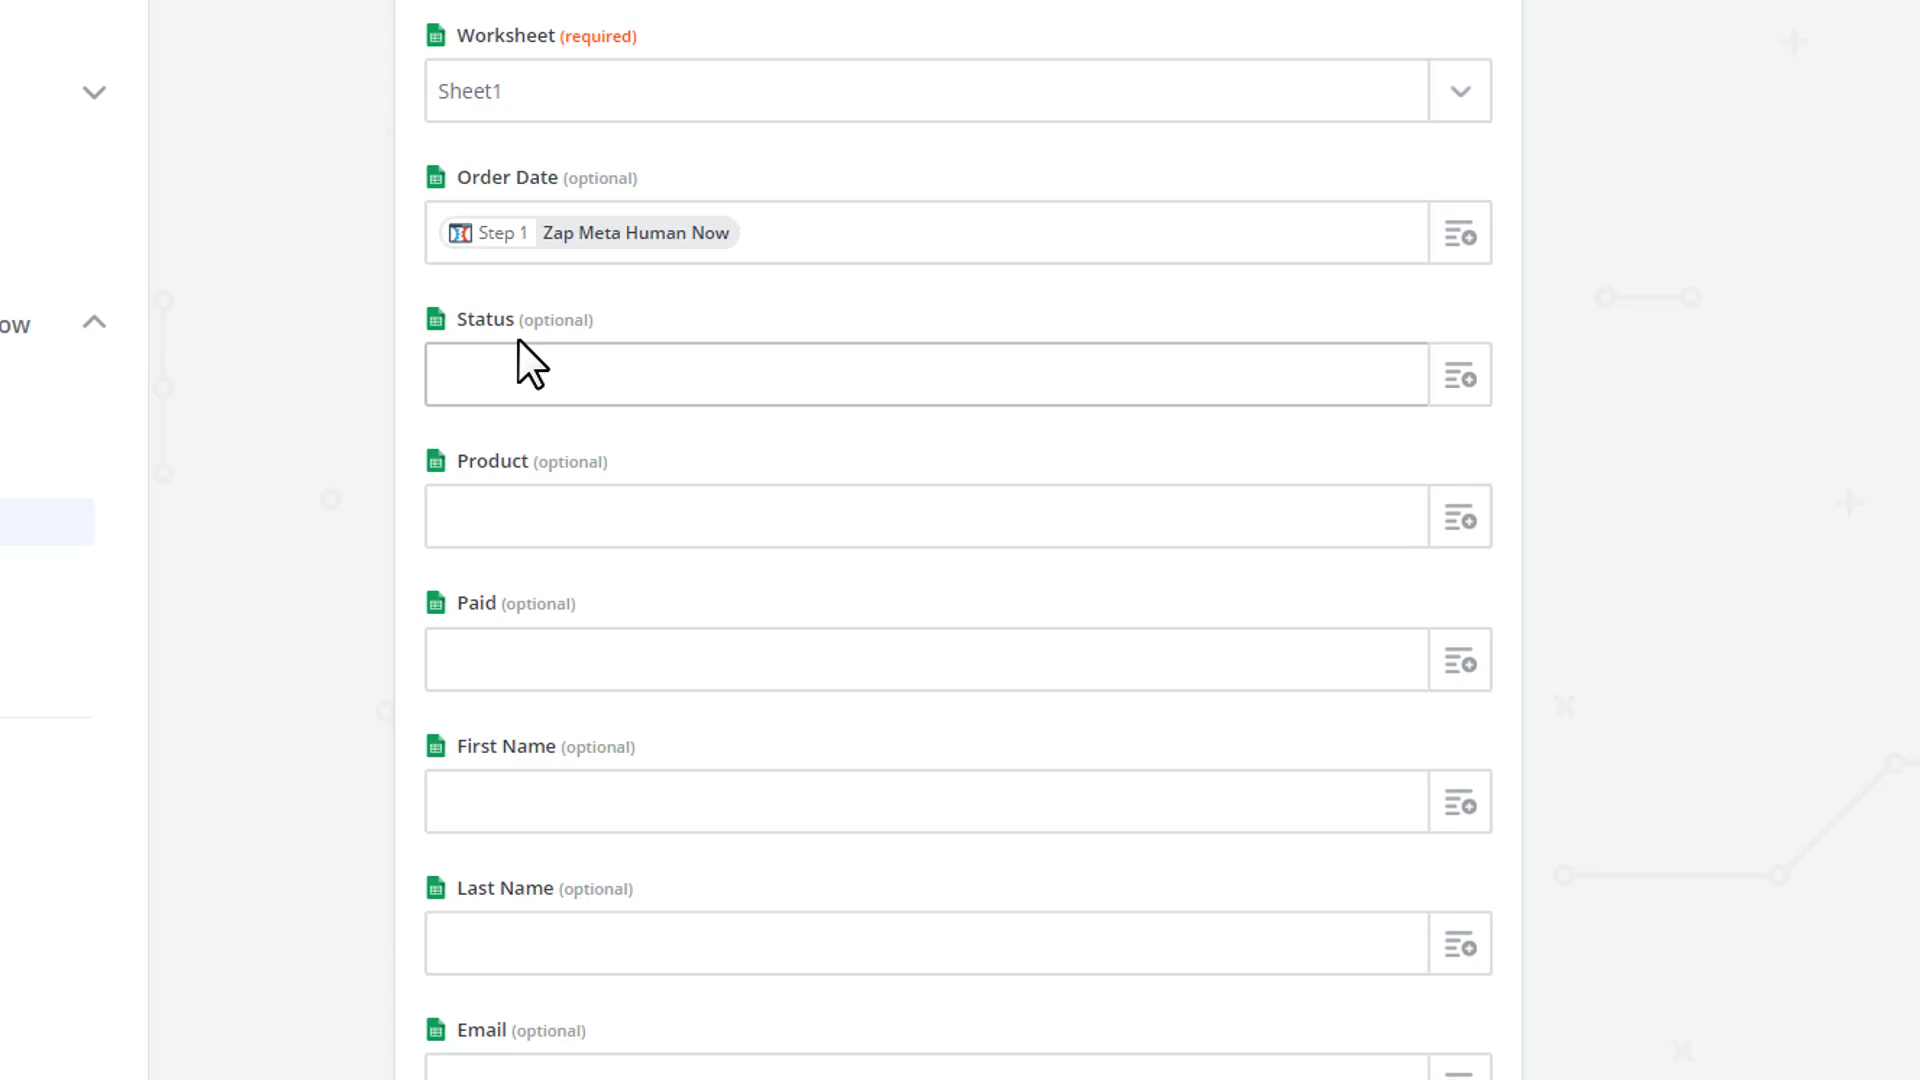 Worksheet (required)
Sheet1
Order Date (optional)
Step 1 Zap Meta Human Now
ow
Status (optional)
Product (optional)
Paid (optional)
First Name (optional)
Last Name (optional)
Email (optional)